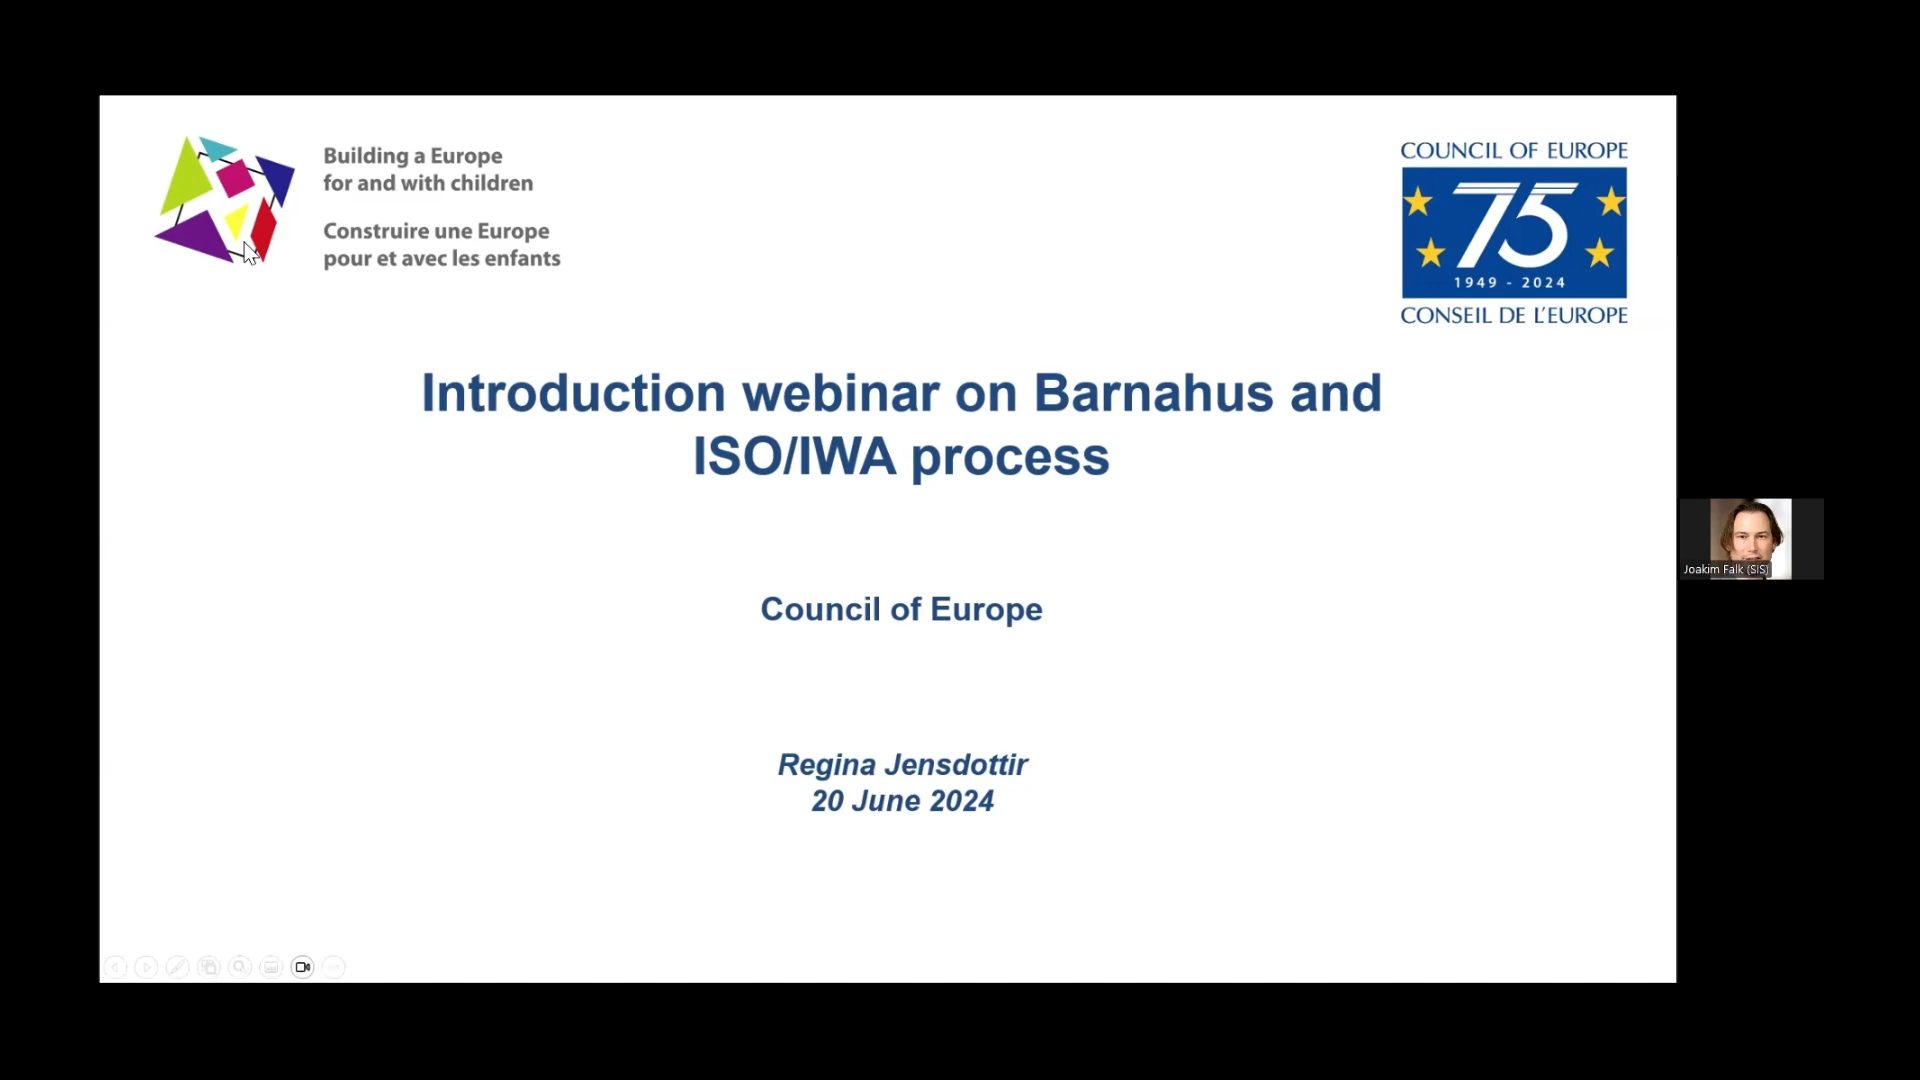 Building a Europe
for and with children
Construire une Europe
pour et avec les enfants
COUNCIL OF EUROPE
75
1949 - 2024
CONSEIL DE L'EUROPE
Introduction webinar on Barnahus and
ISO/IWA process
Council of Europe
Regina Jensdottir
20 June 2024
Joakim Falk (SIS)